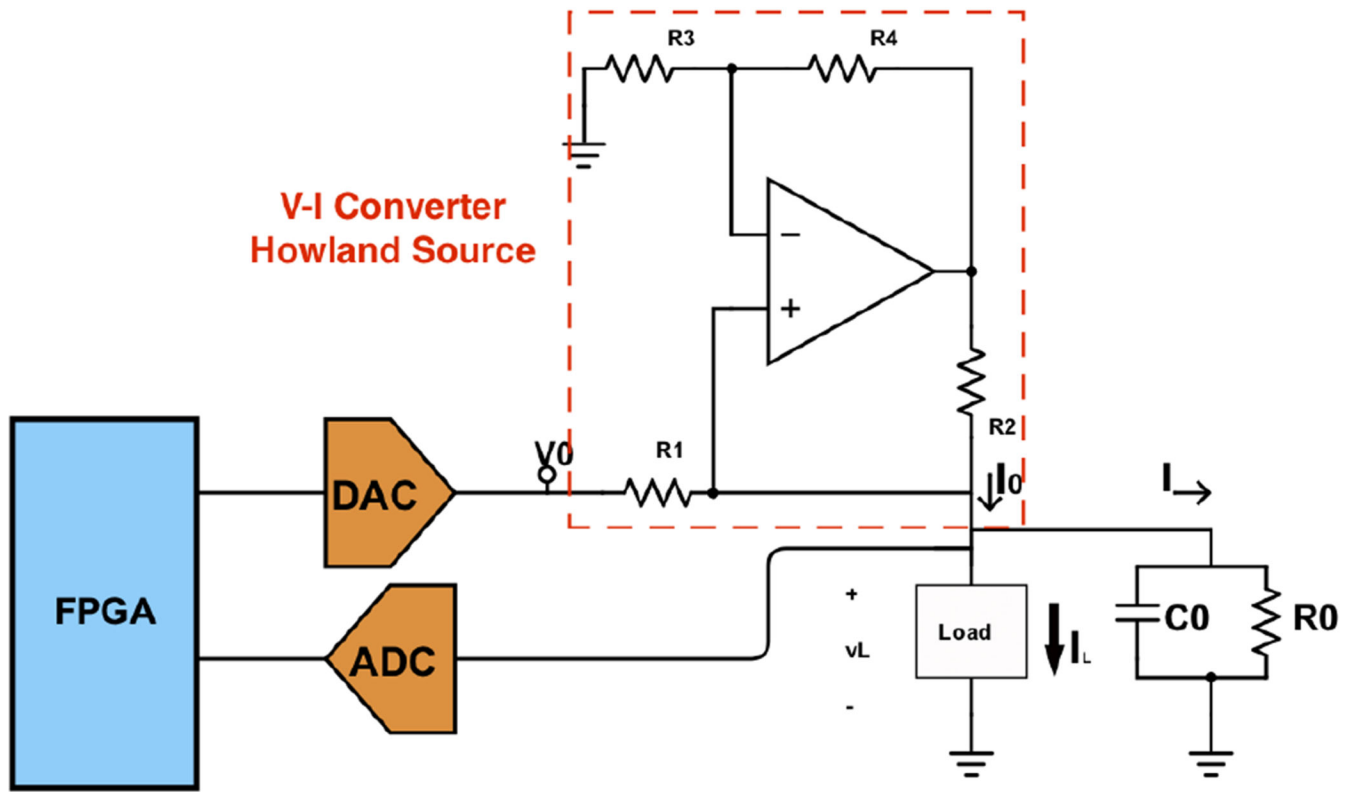 R3
R4
V-I Converter
Howland Source
−
+
R2
V0
R1
I0
I
DAC
FPGA
+
C0
R0
Load
vL
IL
ADC
-